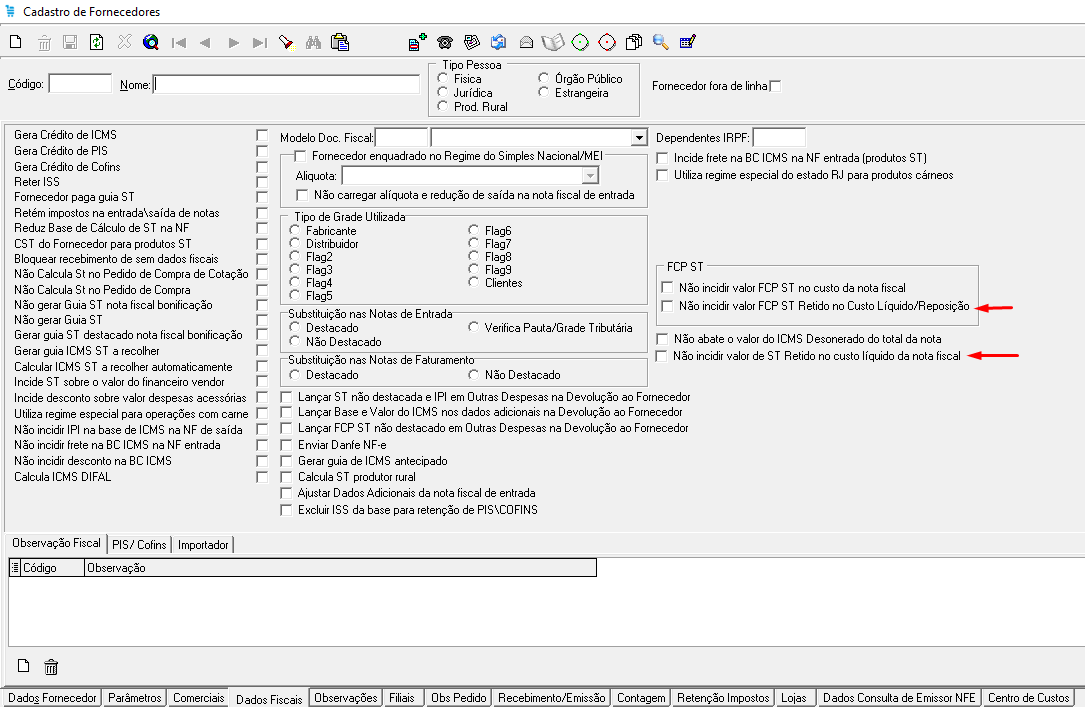 Cadastro de Fornecedores
Código:
Nome:
Tipo Pessoa
Fisica
Órgão Público
Jurídica
Estrangeira
Prod. Rural
Fornecedor fora de linha
Gera Crédito de ICMS
Gera Crédito de PIS
Gera Crédito de Cofins
Reter ISS
Fornecedor paga guia ST
Retém impostos na entrada\saída de notas
Reduz Base de Cálculo de ST na NF
CST do Fornecedor para produtos ST
Bloquear recebimento de sem dados fiscais
Não Calcula St no Pedido de Compra de Cotação
Não Calcula St no Pedido de Compra
Não gerar Guia ST nota fiscal bonificação
Não gerar Guia ST
Gerar guia ST destacado nota fiscal bonificação
Gerar guia ICMS ST a recolher
Calcular ICMS ST a recolher automaticamente
Incide ST sobre o valor do financeiro vendor
Incide desconto sobre valor despesas acessórias
Utiliza regime especial para operações com carne
Não incidir IPI na base de ICMS na NF de saída
Não incidir frete na BC ICMS na NF entrada
Não incidir desconto na BC ICMS
Calcula ICMS DIFAL
Modelo Doc. Fiscal:
Fornecedor enquadrado no Regime do Simples Nacional/MEI
Aliquota:
Não carregar alíquota e redução de saída na nota fiscal de entrada
Tipo de Grade Utilizada
Fabricante
Flag6
Distribuidor
Flag7
Flag2
Flag8
Flag3
Flag9
Flag4
Clientes
Flag5
Substituição nas Notas de Entrada
Destacado
Verifica Pauta/Grade Tributária
Não Destacado
Substituição nas Notas de Faturamento
Destacado
Não Destacado
Lançar ST não destacada e IPI em Outras Despesas na Devolução ao Fornecedor
Lançar Base e Valor do ICMS nos dados adicionais na Devolução ao Fornecedor
Lançar FCP ST não destacado em Outras Despesas na Devolução ao Fornecedor
Enviar Danfe NF-e
Gerar guia de ICMS antecipado
Calcula ST produtor rural
Ajustar Dados Adicionais da nota fiscal de entrada
Excluir ISS da base para retenção de PIS\COFINS
Dependentes IRPF:
Incide frete na BC ICMS na NF entrada (produtos ST)
Utiliza regime especial do estado RJ para produtos cárneos
FCP ST
Não incidir valor FCP ST no custo da nota fiscal
Não incidir valor FCP ST Retido no Custo Líquido/Reposição
Não abate o valor do ICMS Desonerado do total da nota
Não incidir valor de ST Retido no custo líquido da nota fiscal
Observação Fiscal
PIS/ Cofins
Importador
Código
Observação
Dados Fornecedor
Parâmetros
Comerciais
Dados Fiscais
Observações
Filiais
Obs Pedido
Recebimento/Emissão
Contagem
Retenção Impostos
Lojas
Dados Consulta de Emissor NFE
Centro de Custos